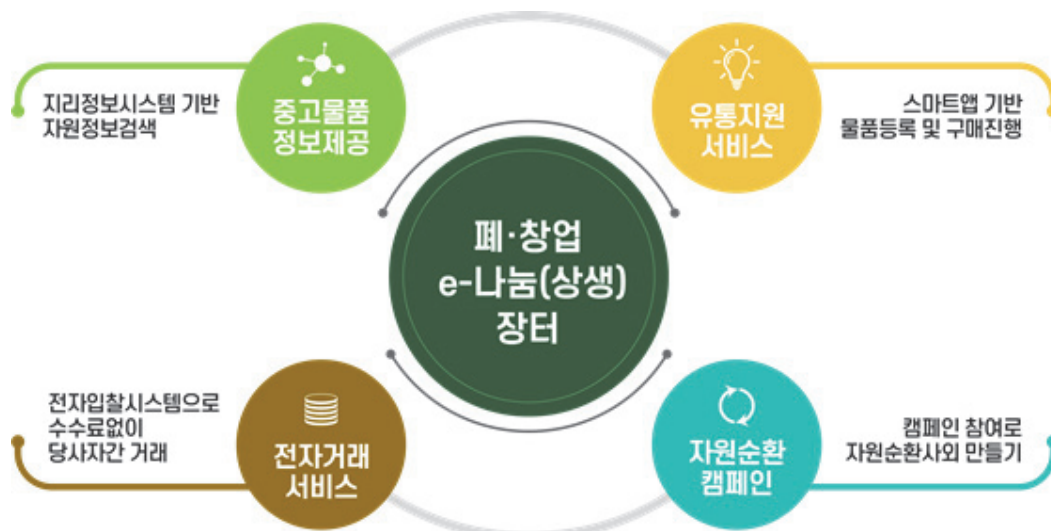 지리정보시스템 기반
자원정보검색
중고물품
정보제공
유통지원
서비스
스마트앱 기반
물품등록 및 구매진행
폐·창업
e-나눔(상생)
장터
전자입찰시스템으로
수수료없이
당사자간 거래
전자거래
서비스
자원순환
캠페인
캠페인 참여로
자원순환사외 만들기